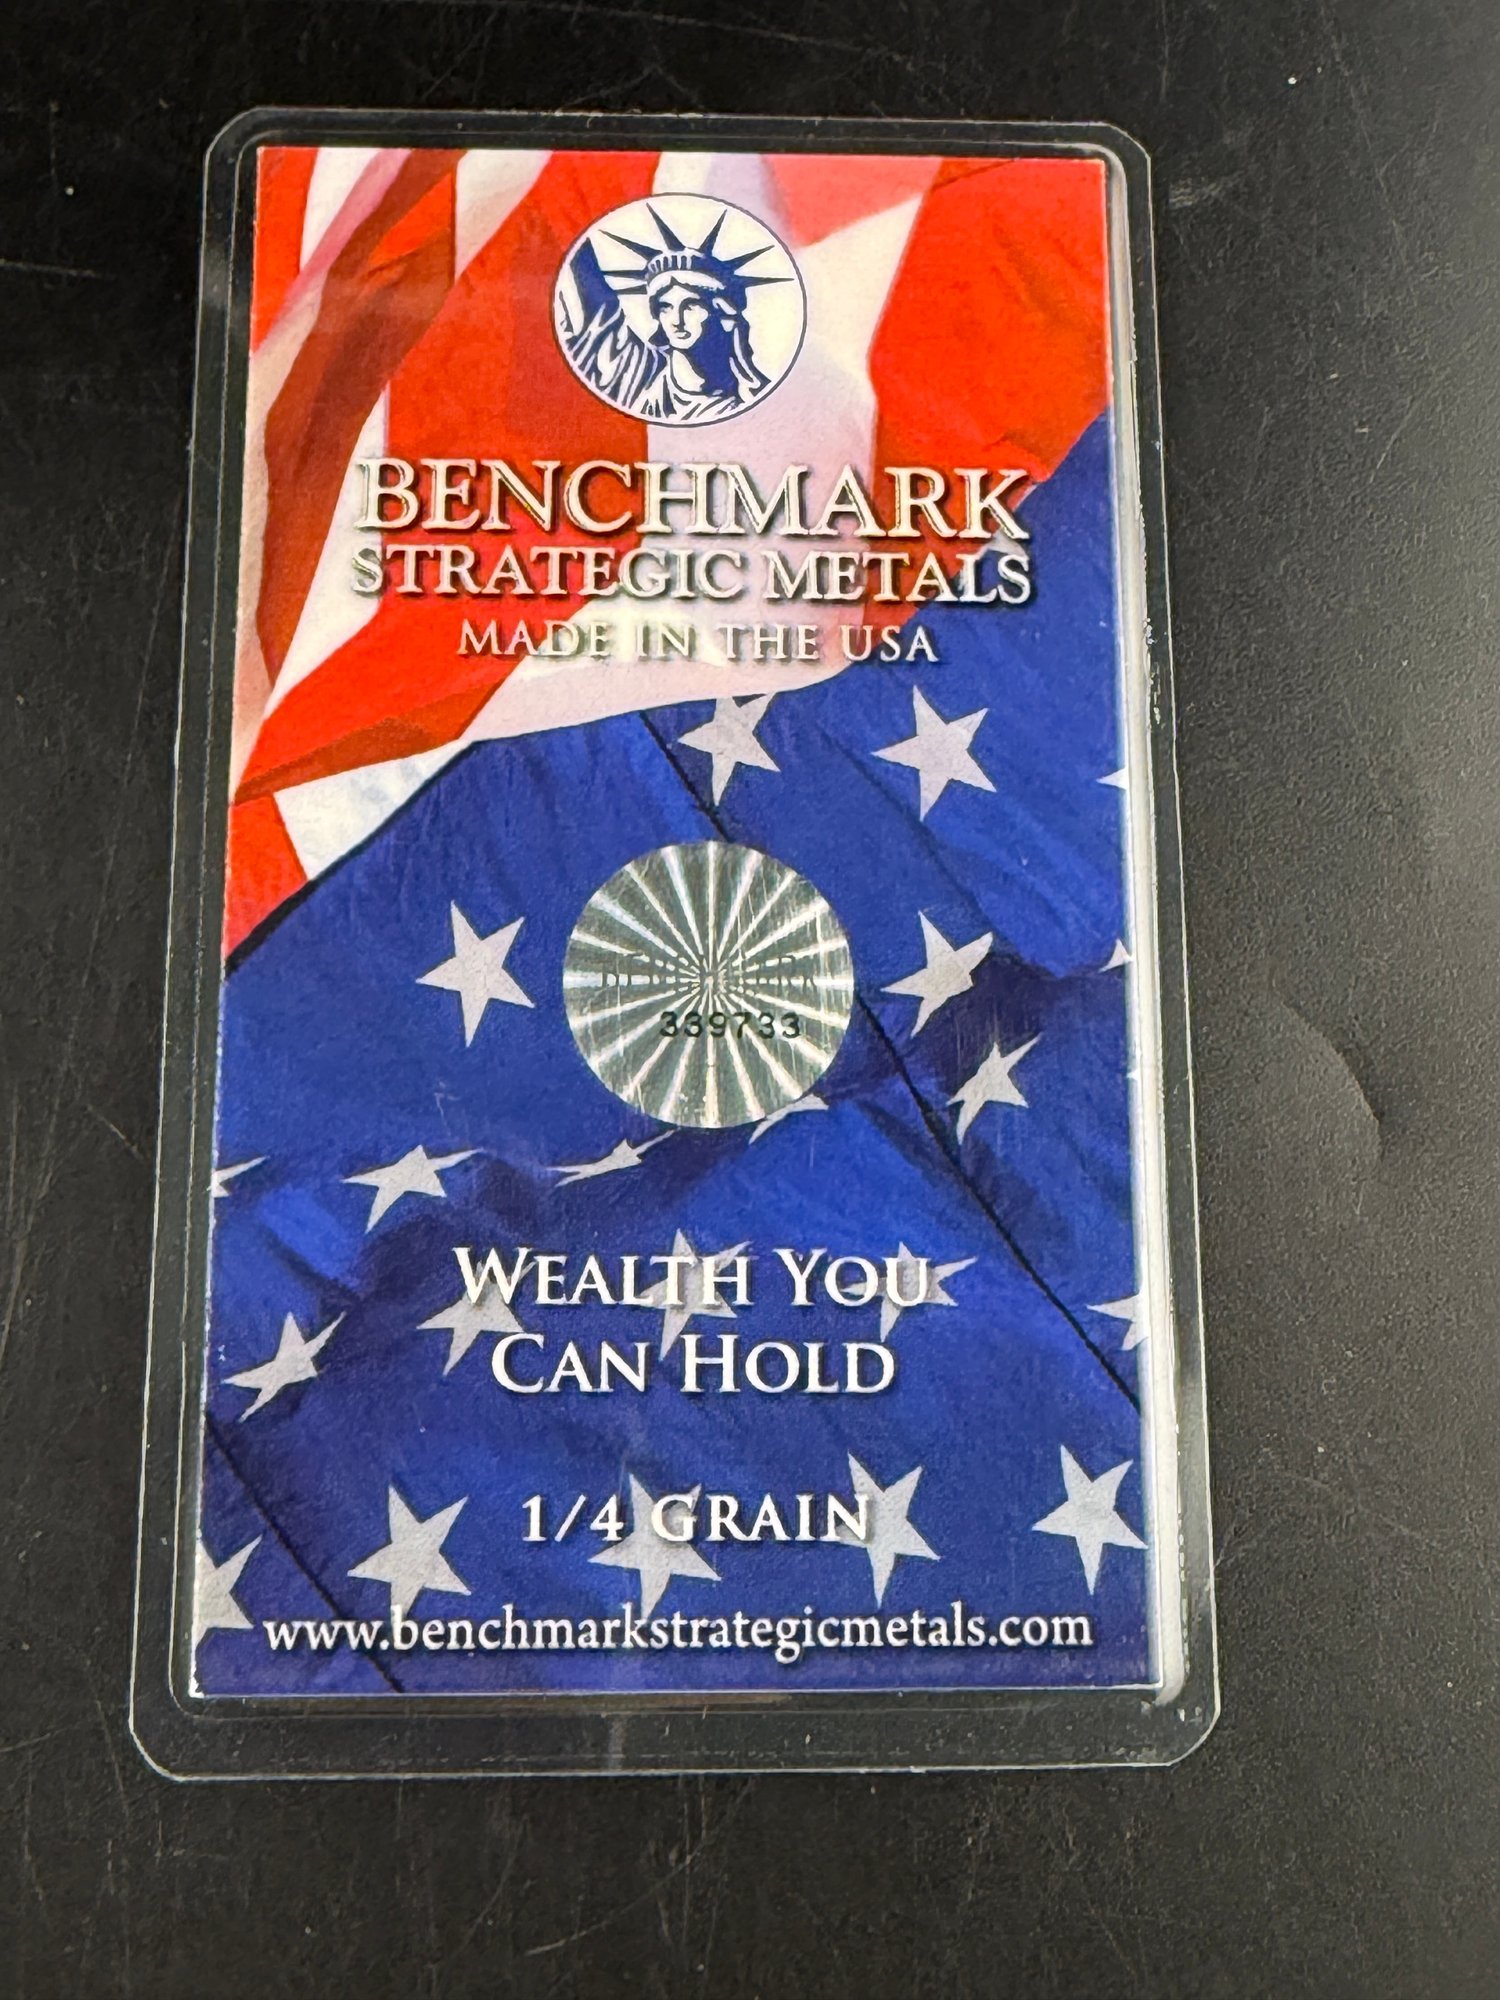 BENCHMARK
STRATEGIC METALS
MADE IN THE USA
339733
WEALTH YOU
CAN HOLD
1/4 GRAIN
www.benchmarkstrategicmetals.com